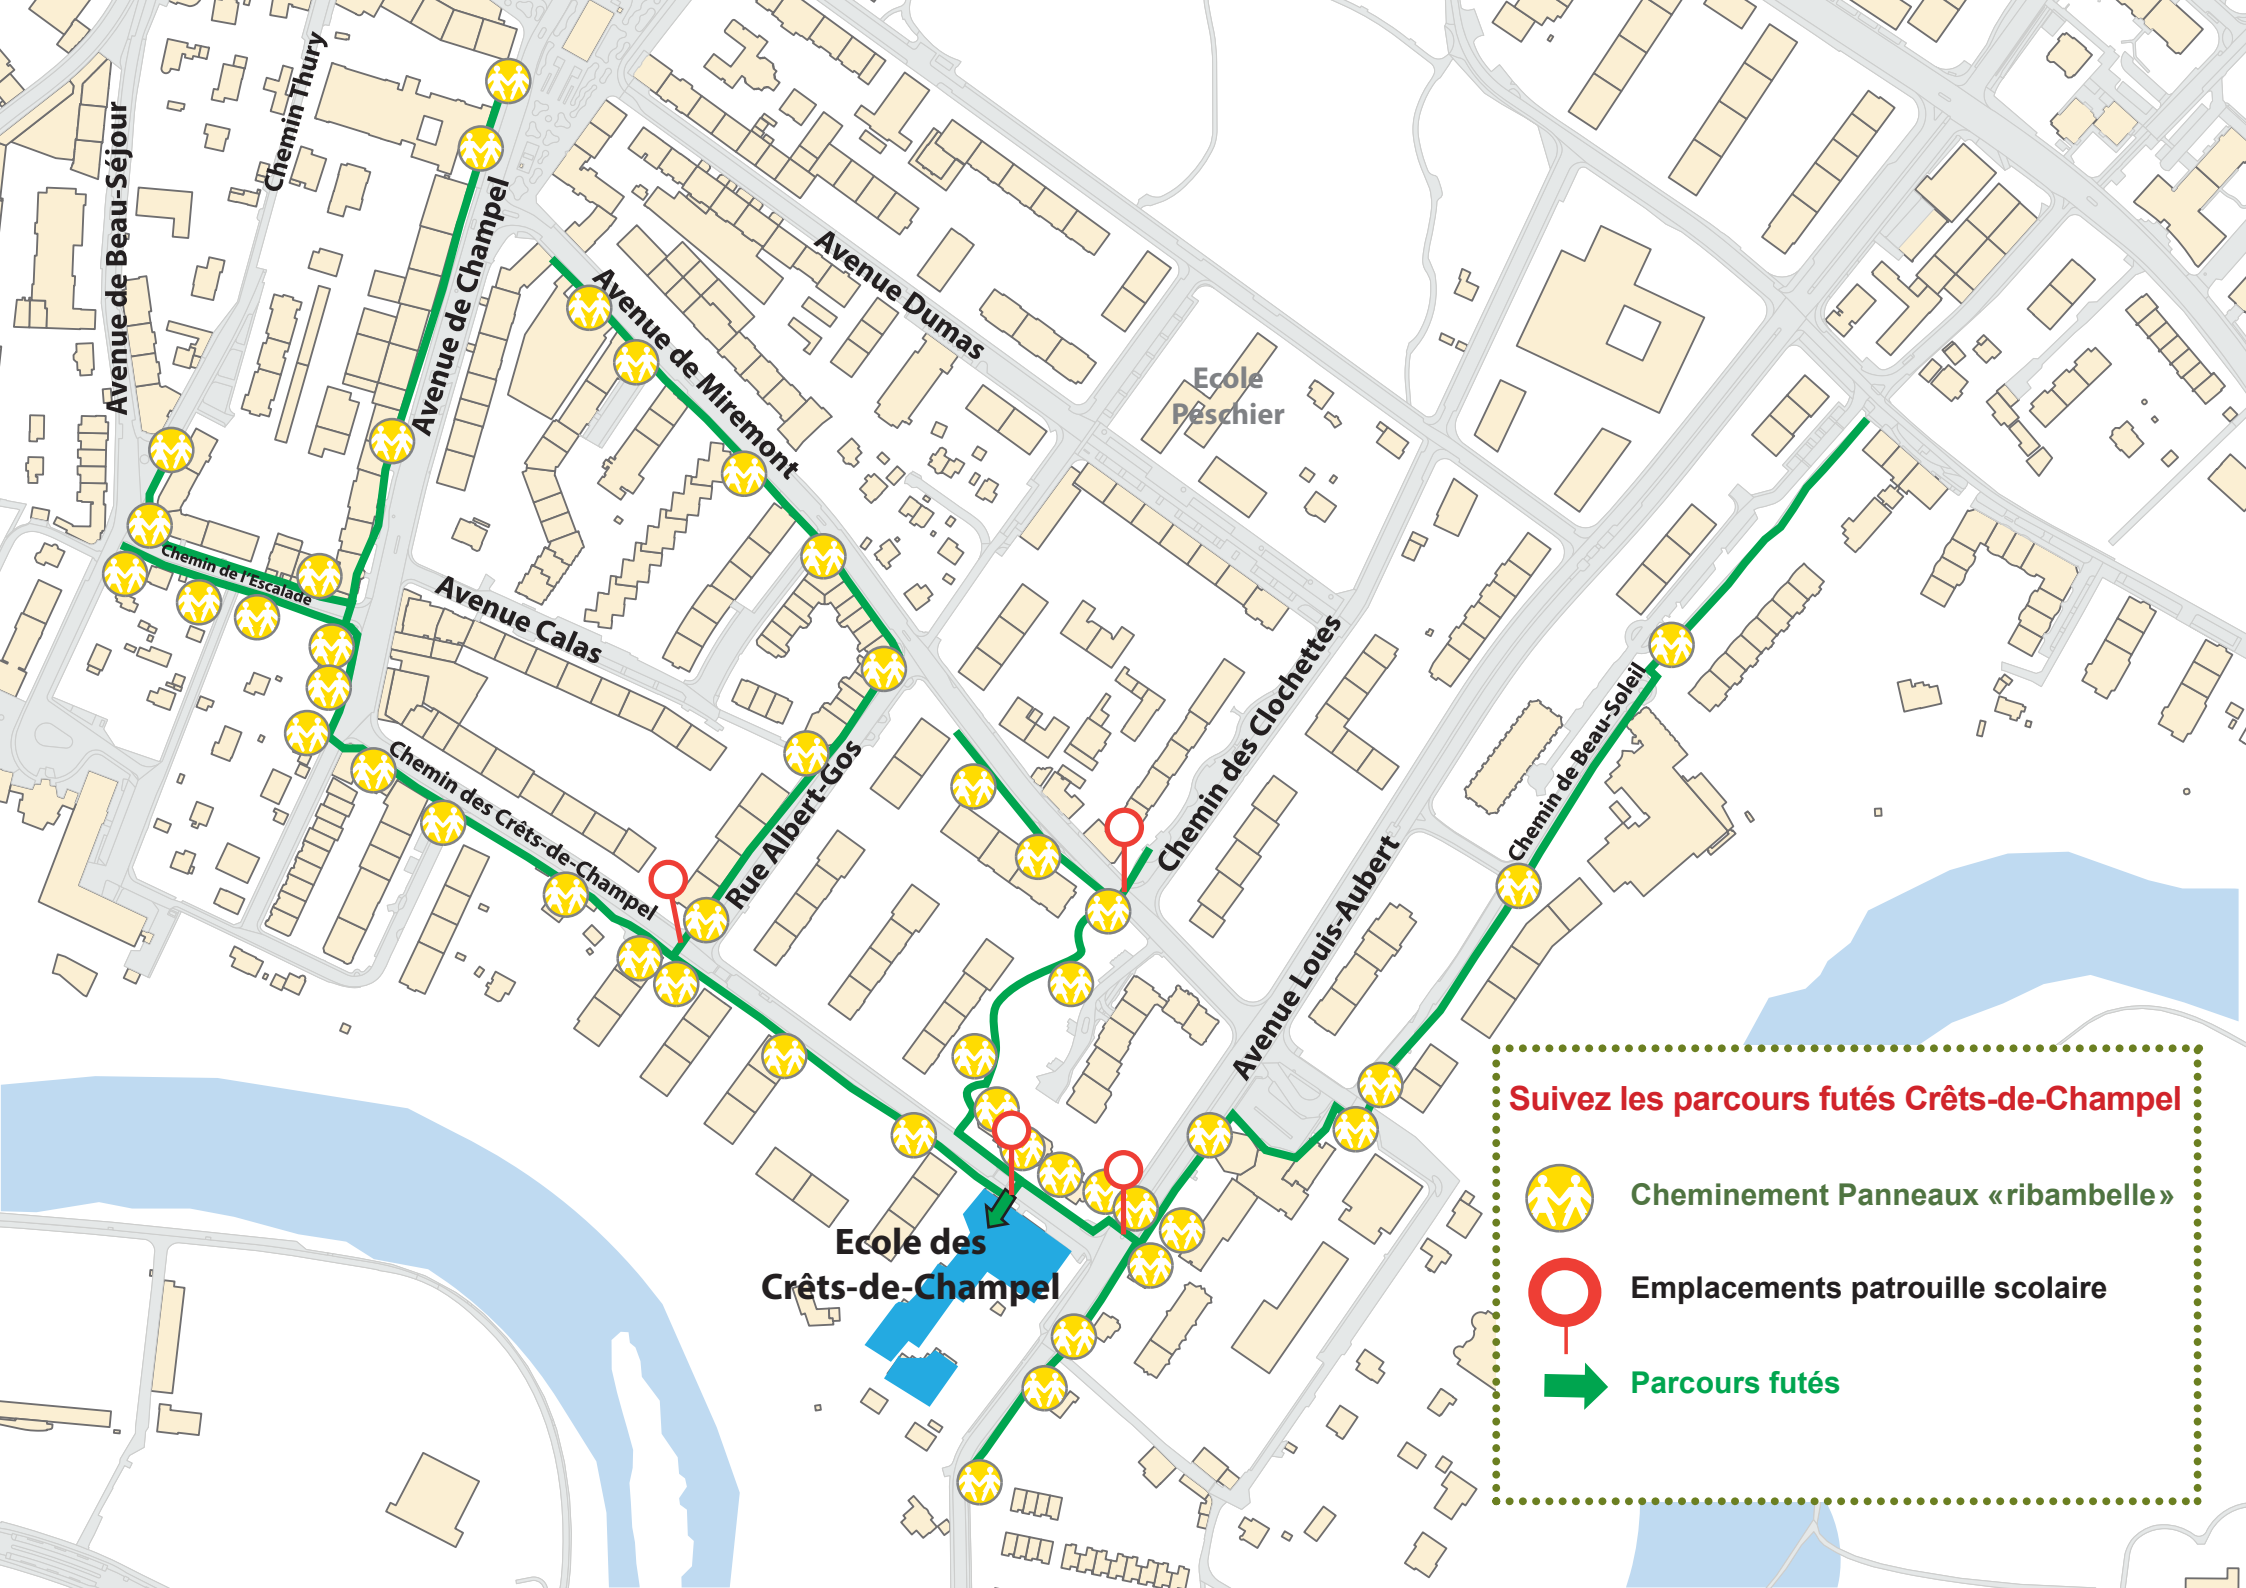 Chemin Thury
Avenue de Beau-Séjour
Avenue de Champel
Avenue Dumas
Avenue de Miremont
Ecole
Peschier
Chemin de l'Escalade
Avenue Calas
Chemin des Clochettes
Chemin de Beau-Soleil
Chemin des Crêts-de-Champel
Rue Albert-Gos
Avenue Louis-Aubert
Ecole des
Crêts-de-Champel
Suivez les parcours futés Crêts-de-Champel
Cheminement Panneaux «ribambelle»
Emplacements patrouille scolaire
Parcours futés